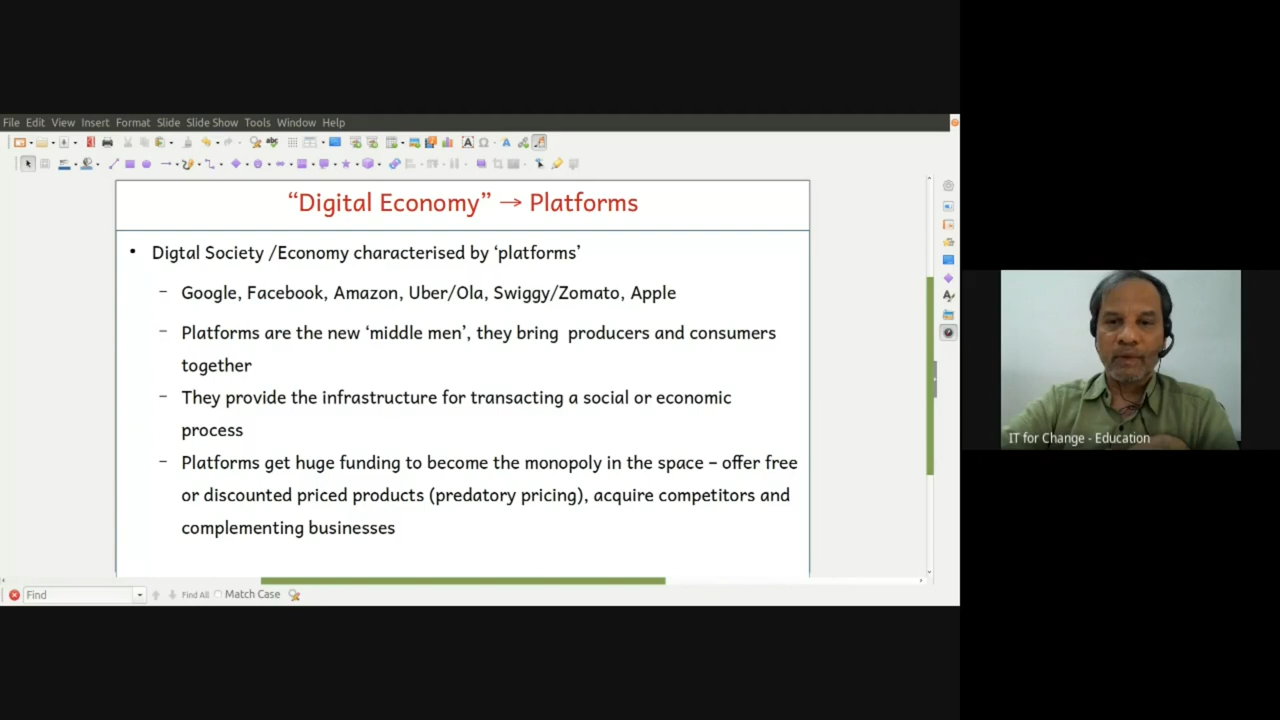 File Edit View Insert Format Slide Slide Show Tools Window Help
“Digital Economy” → Platforms
• Digtal Society /Economy characterised by ‘platforms’
– Google, Facebook, Amazon, Uber/Ola, Swiggy/Zomato, Apple
– Platforms are the new ‘middle men’, they bring  producers and consumers
together
– They provide the infrastructure for transacting a social or economic
process
– Platforms get huge funding to become the monopoly in the space – offer free
or discounted priced products (predatory pricing), acquire competitors and
complementing businesses
IT for Change - Education
Find
Find All
Match Case